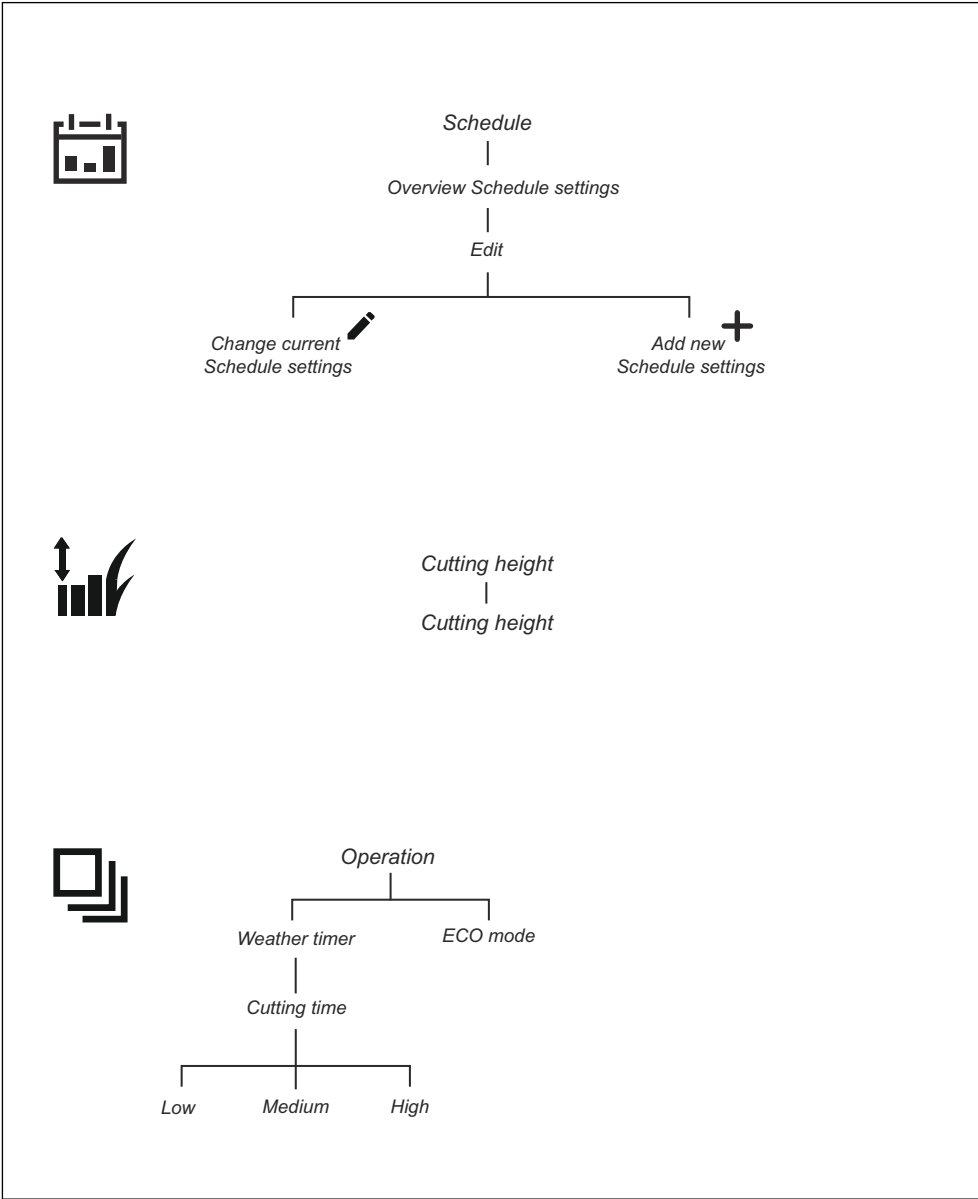 Schedule
Overview Schedule settings
Edit
Change current
Schedule settings
Add new
Schedule settings
Cutting height
Cutting height
Operation
Weather timer
ECO mode
Cutting time
Low
Medium
High